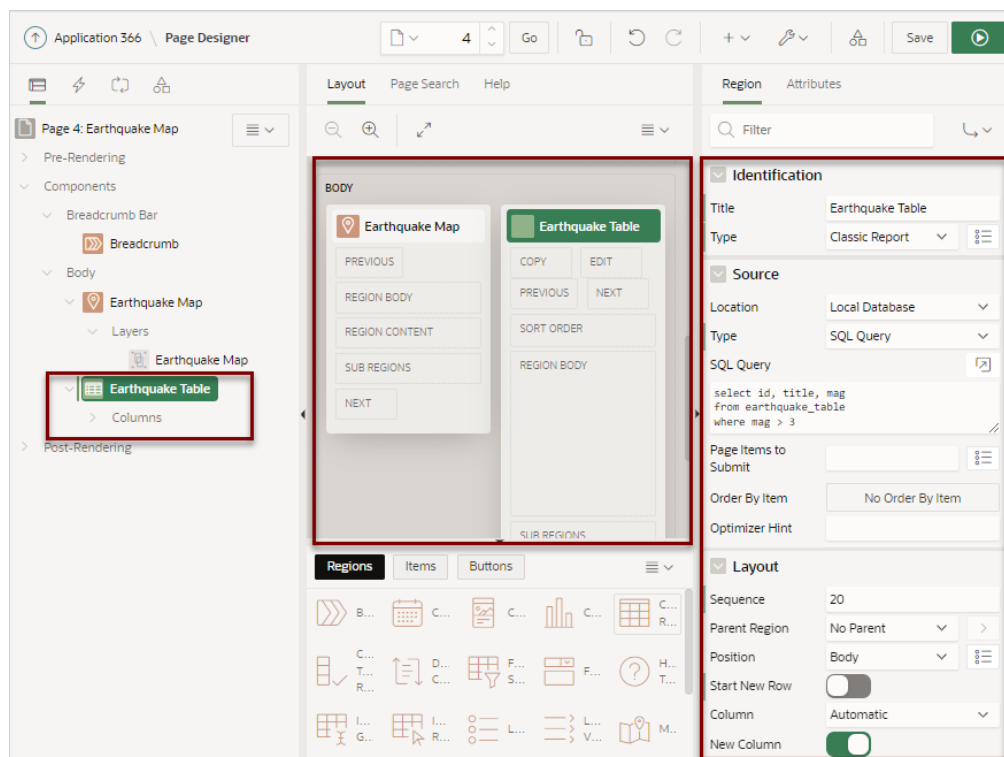 Application 366 \ Page Designer
4
Go
Save
Page 4: Earthquake Map
Pre-Rendering
Components
Breadcrumb Bar
Breadcrumb
Body
Earthquake Map
Layers
Earthquake Map
Earthquake Table
Columns
Post-Rendering
Layout Page Search Help
BODY
Earthquake Map
PREVIOUS
REGION BODY
REGION CONTENT
SUB REGIONS
NEXT
Earthquake Table
COPY EDIT
PREVIOUS NEXT
SORT ORDER
REGION BODY
SUB REGIONS
Regions Items Buttons
B... C... C... C... C... R...
C... T... R... D... C... F... S... F... H... T...
I... G... I... R... L... L... V... M...
Region Attributes
Filter
Identification
Title Earthquake Table
Type Classic Report
Source
Location Local Database
Type SQL Query
SQL Query
select id, title, mag
from earthquake_table
where mag > 3
Page Items to
Submit
Order By Item No Order By Item
Optimizer Hint
Layout
Sequence 20
Parent Region No Parent
Position Body
Start New Row
Column Automatic
New Column